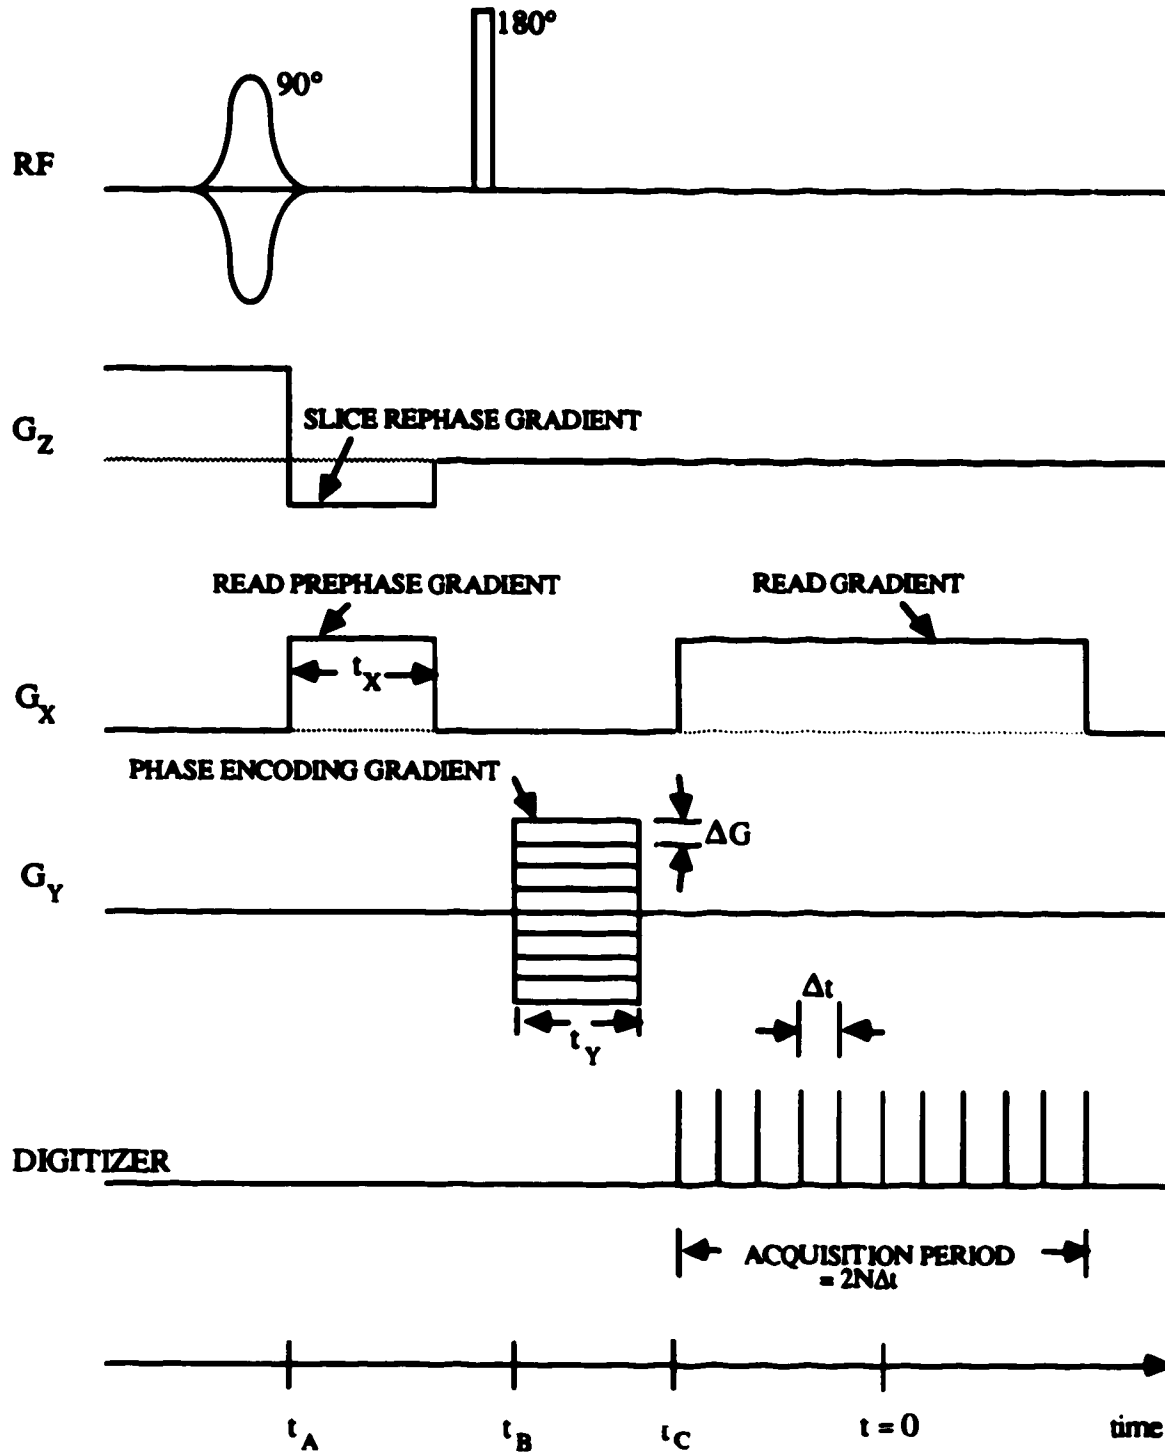 180°
90°
RF
SLICE REPHASE GRADIENT
G_Z
READ PREPHASE GRADIENT
READ GRADIENT
t_X
G_X
PHASE ENCODING GRADIENT
ΔG
G_Y
Δt
t_Y
DIGITIZER
ACQUISITION PERIOD
= 2NΔt
t_A
t_B
t_C
t = 0
time